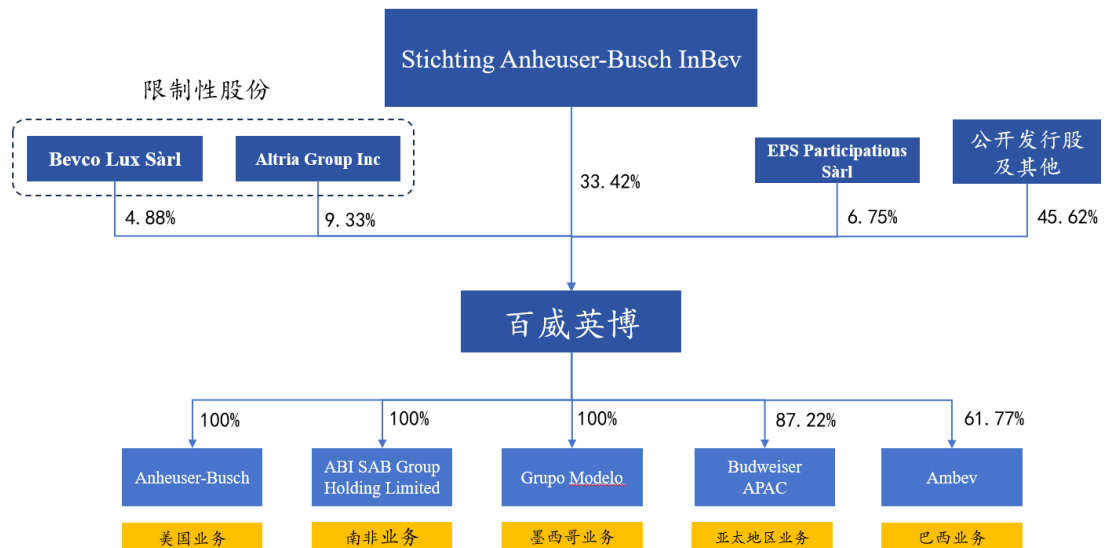 Stichting Anheuser-Busch InBev
限制性股份
Bevco Lux Sàrl
Altria Group Inc
EPS Participations
Sàrl
公开发行股
及其他
4.88%
9.33%
33.42%
6.75%
45.62%
百威英博
100%
100%
100%
87.22%
61.77%
Anheuser-Busch
ABI SAB Group
Holding Limited
Grupo Modelo
Budweiser
APAC
Ambev
美国业务
南非业务
墨西哥业务
亚太地区业务
巴西业务